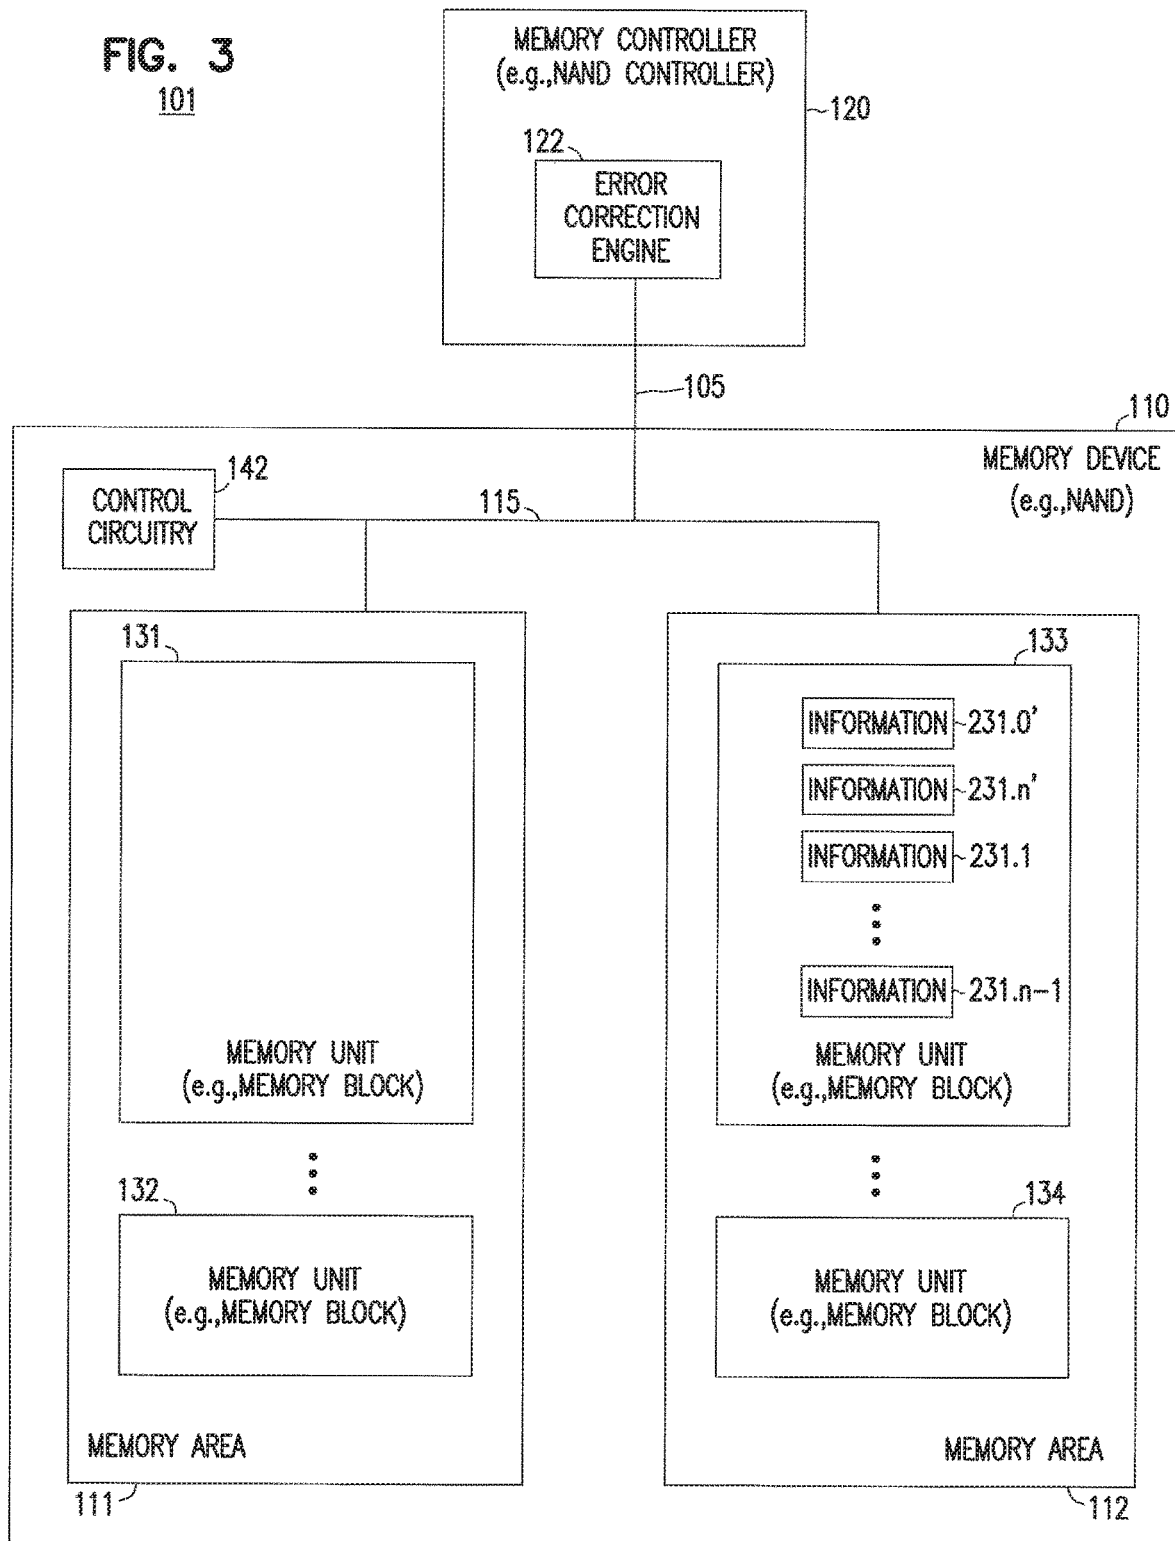 FIG. 3
101
MEMORY CONTROLLER
(e.g.,NAND CONTROLLER)
120
122
ERROR
CORRECTION
ENGINE
105
110
MEMORY DEVICE
(e.g.,NAND)
142
CONTROL
CIRCUITRY
115
131
MEMORY UNIT
(e.g.,MEMORY BLOCK)
132
MEMORY UNIT
(e.g.,MEMORY BLOCK)
MEMORY AREA
111
133
INFORMATION 231.0'
INFORMATION 231.n'
INFORMATION 231.1
INFORMATION 231.n-1
MEMORY UNIT
(e.g.,MEMORY BLOCK)
134
MEMORY UNIT
(e.g.,MEMORY BLOCK)
MEMORY AREA
112